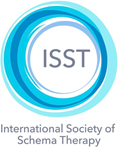 ISST
International Society of
Schema Therapy